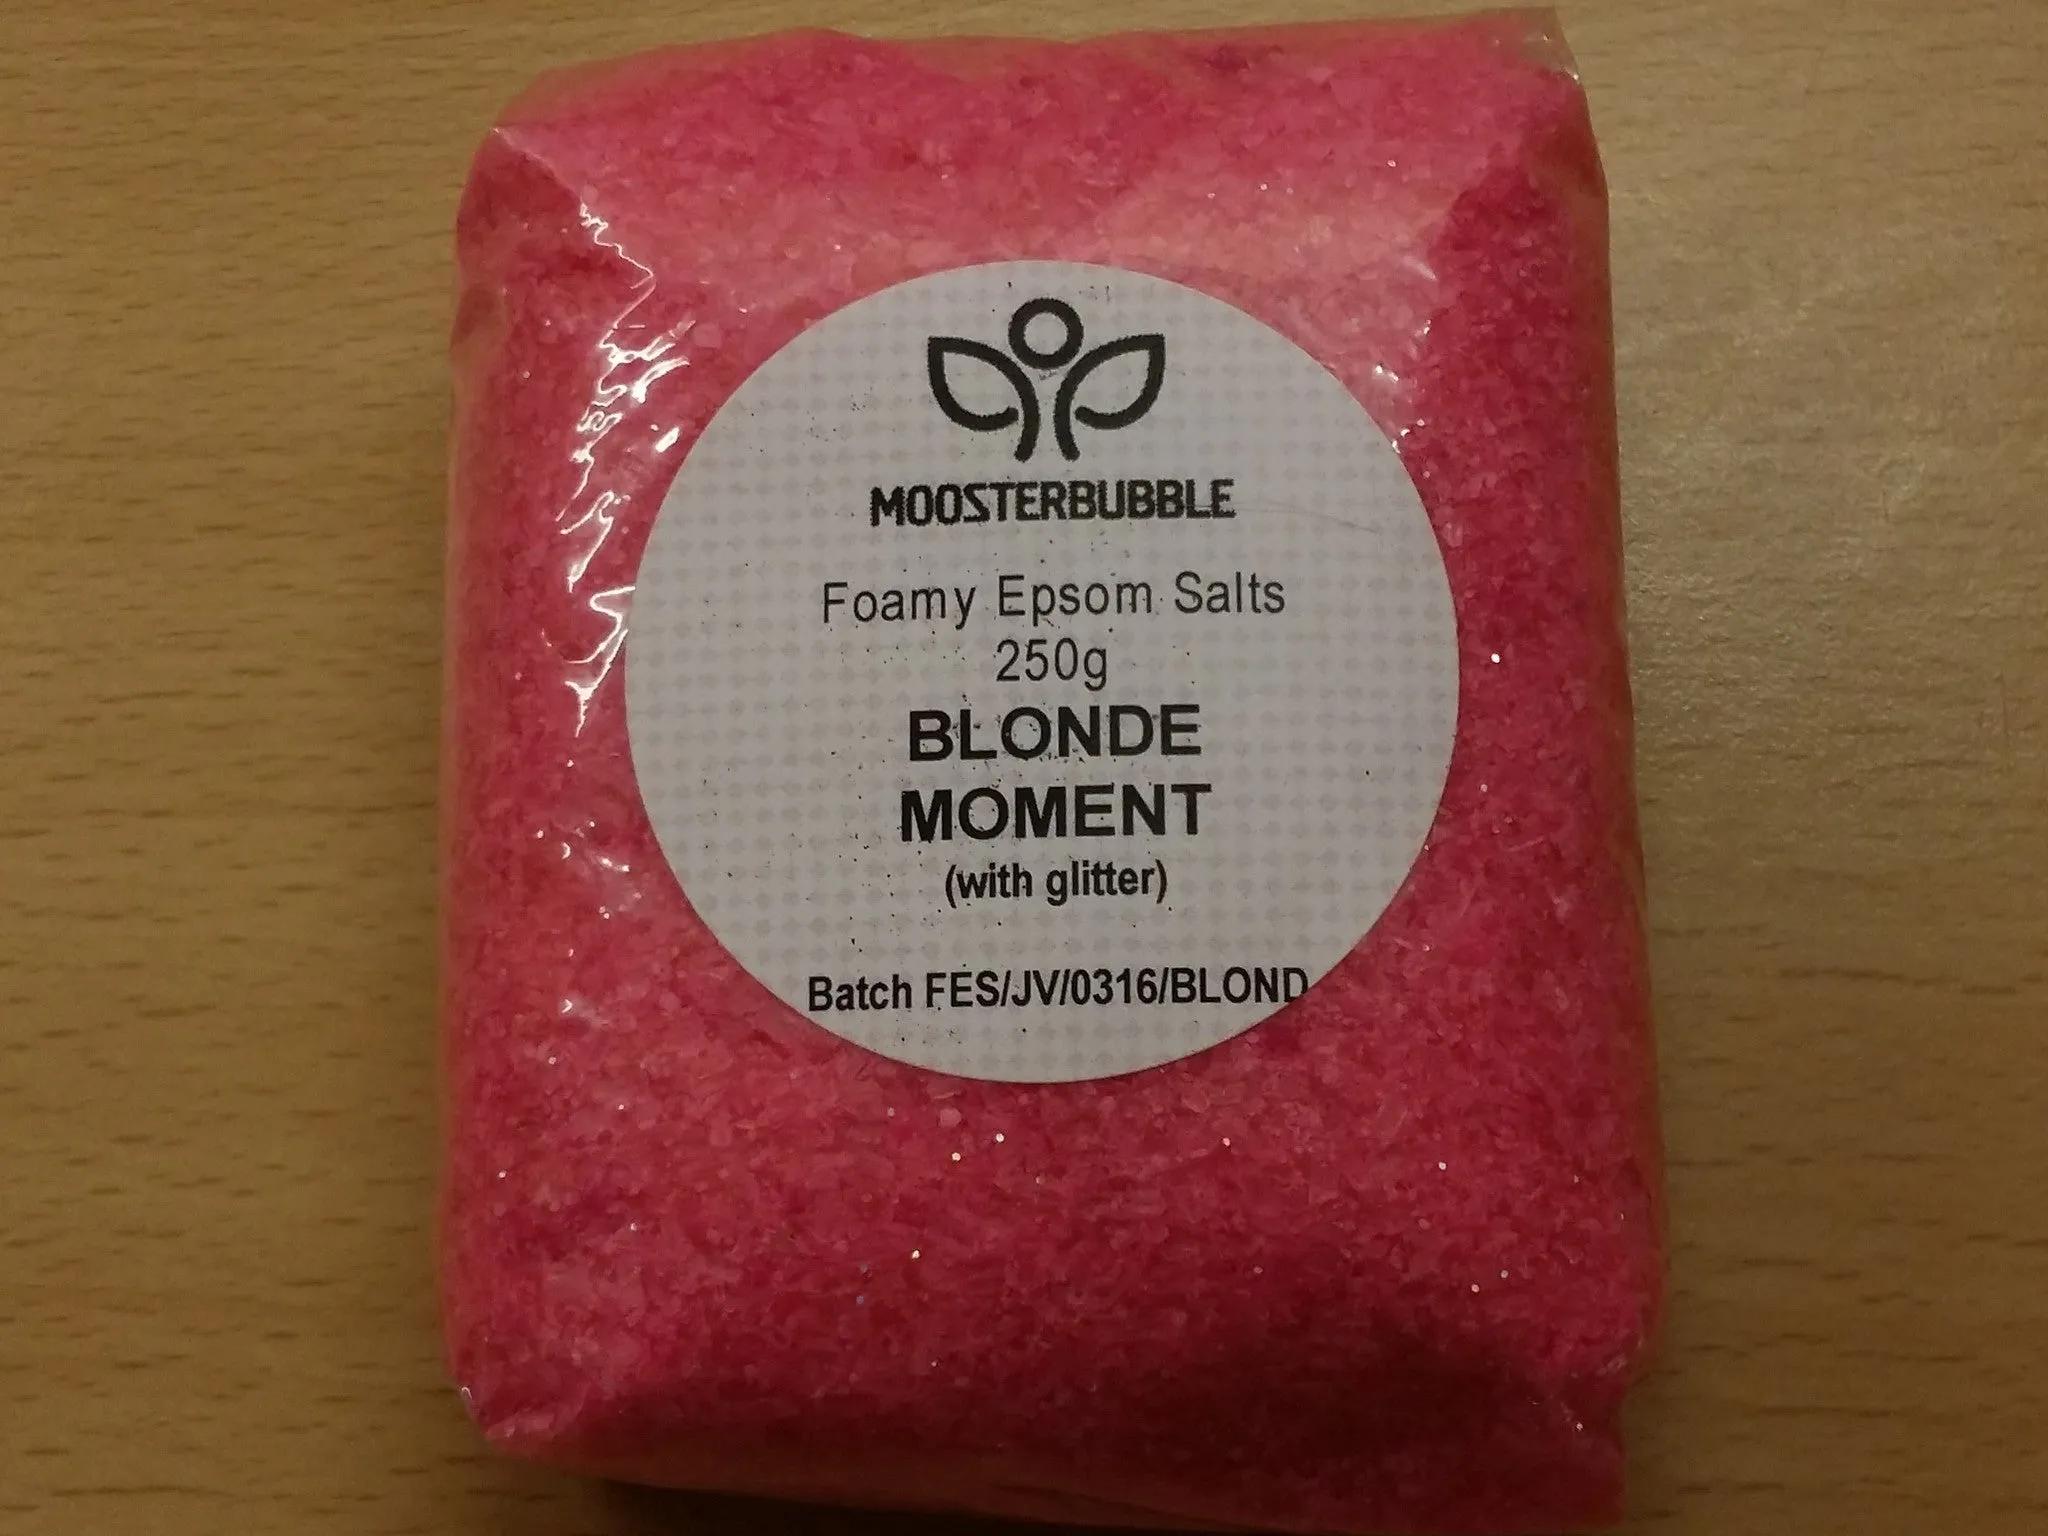 MOOSTERBUBBLE
Foamy Epsom Salts
250g
BLONDE
MOMENT
(with glitter)
Batch FES/JV/0316/BLOND